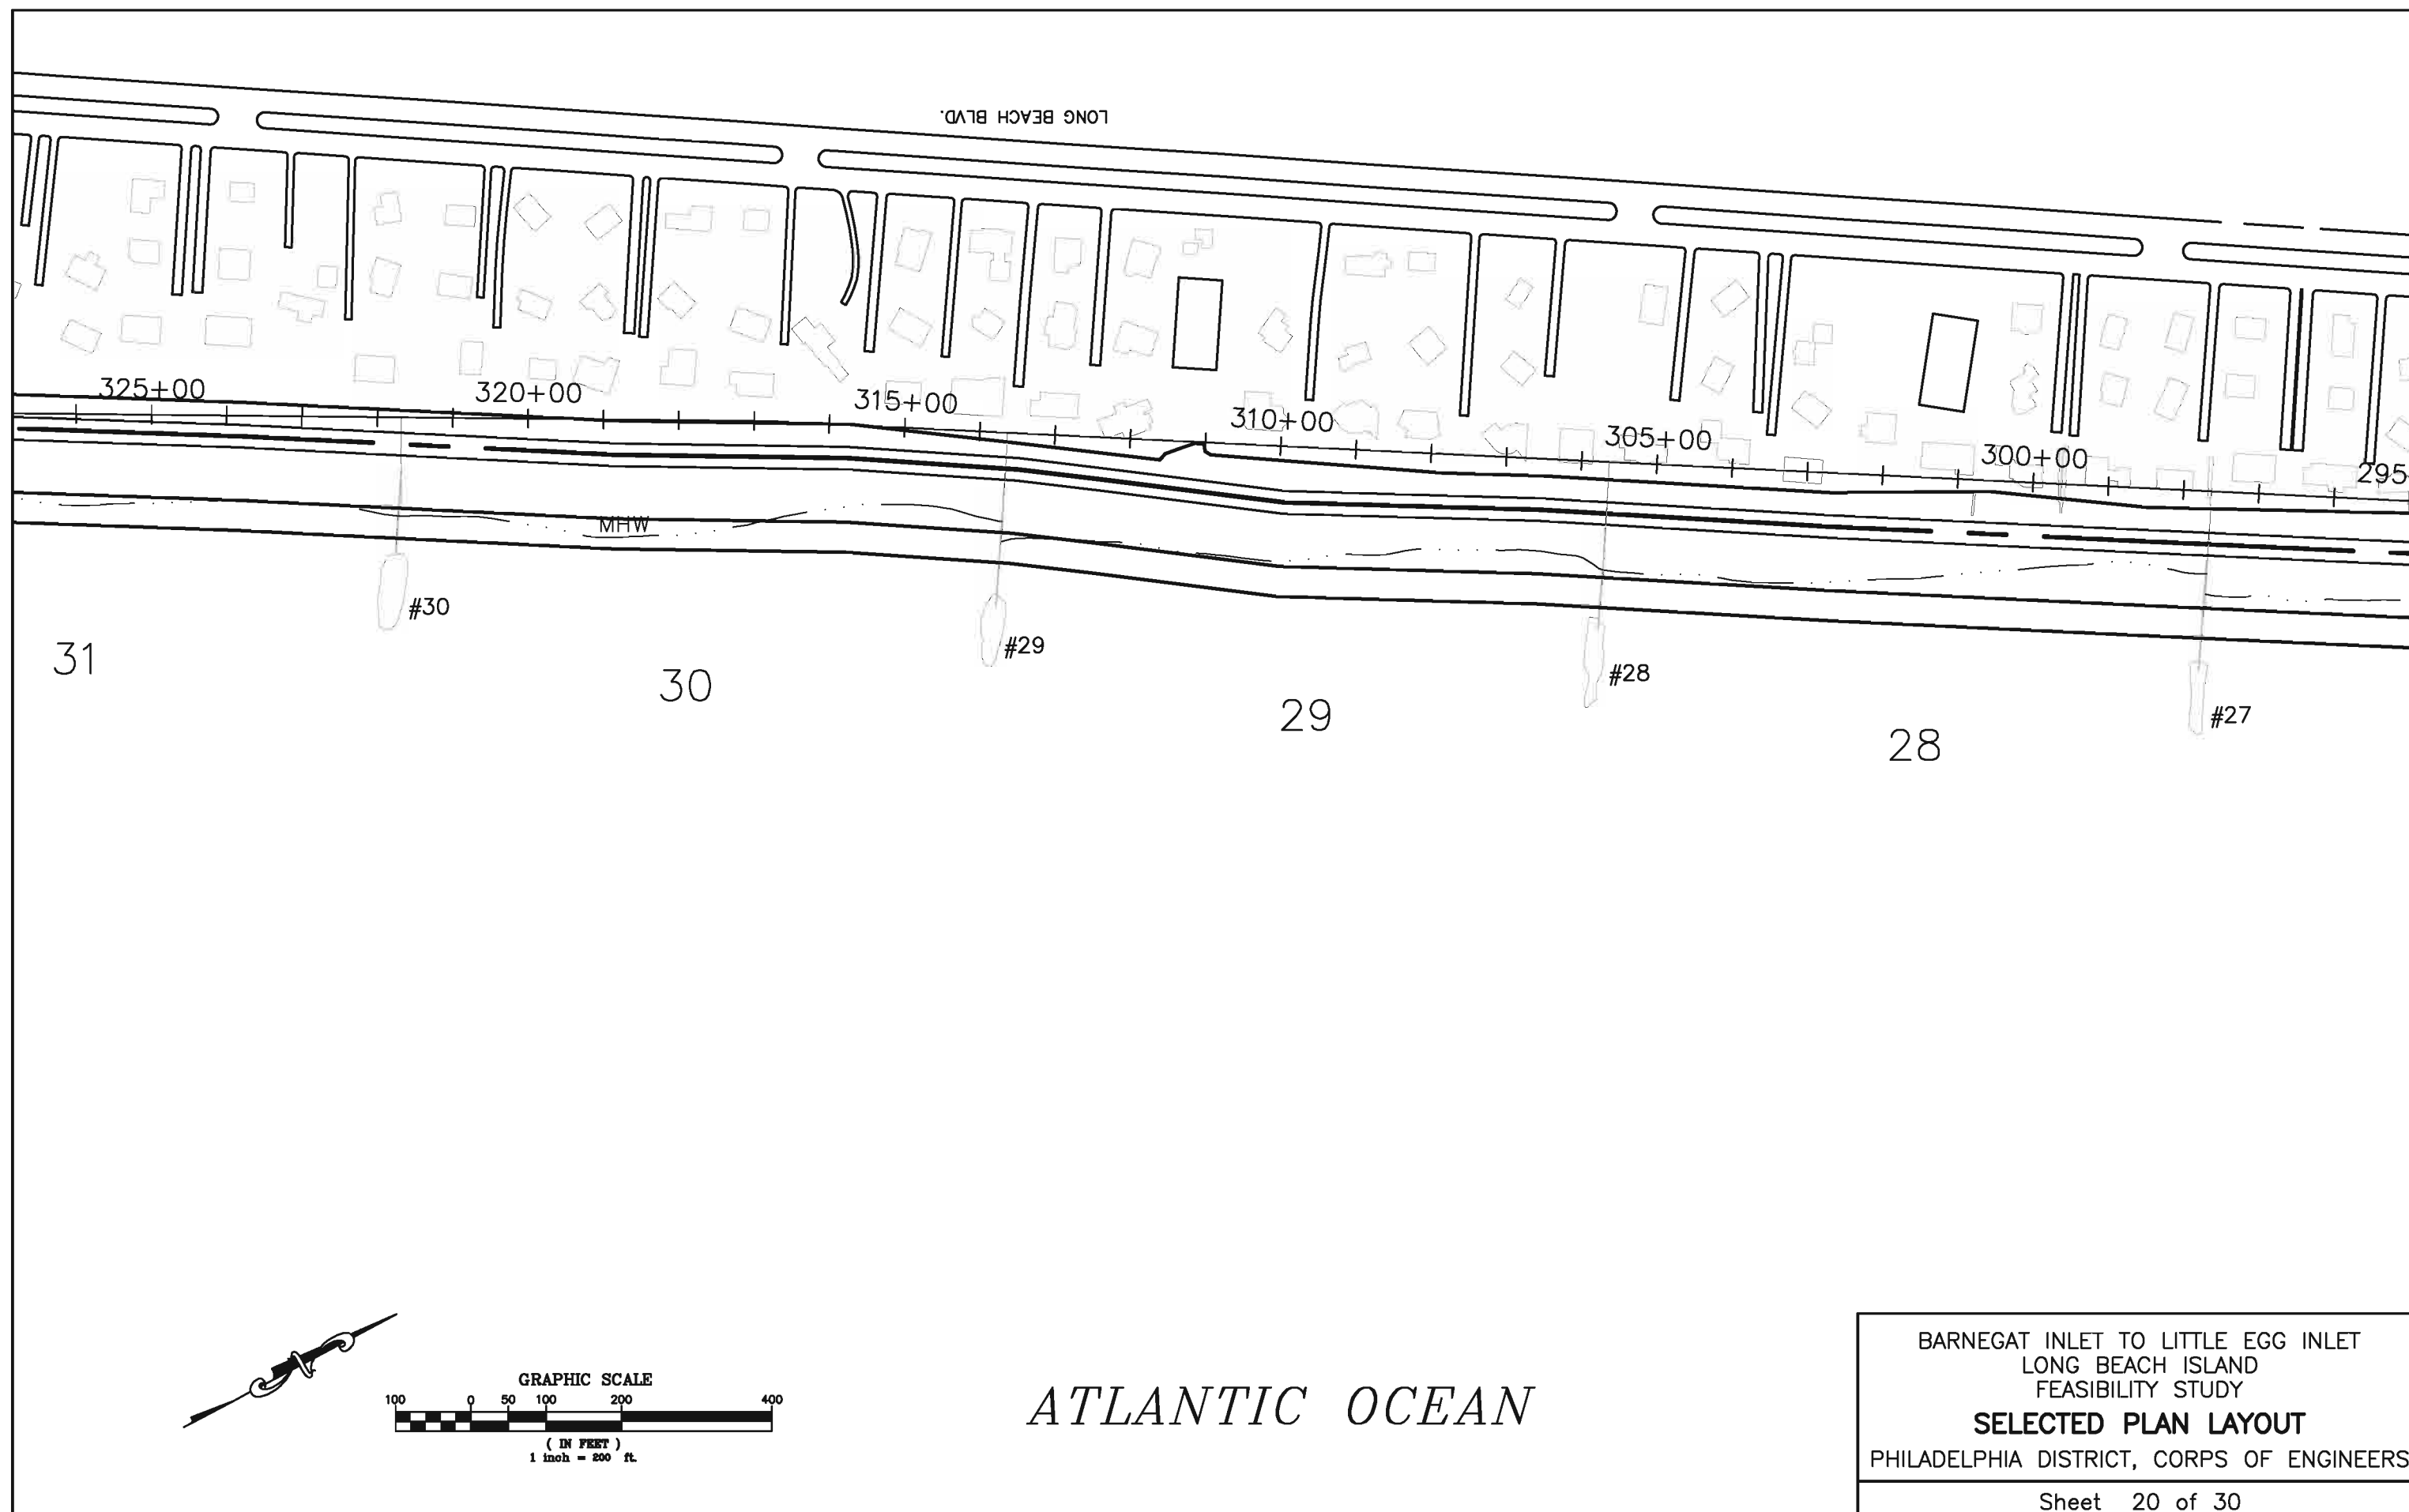 LONG BEACH BLVD.
325+00
320+00
315+00
310+00
305+00
300+00
295
MHW
#30
#29
#28
#27
31
30
29
28
GRAPHIC SCALE
100 0 50 100 200 400
( IN FEET )
1 inch = 200 ft.
ATLANTIC OCEAN
BARNEGAT INLET TO LITTLE EGG INLET
LONG BEACH ISLAND
FEASIBILITY STUDY
SELECTED PLAN LAYOUT
PHILADELPHIA DISTRICT, CORPS OF ENGINEERS
Sheet 20 of 30